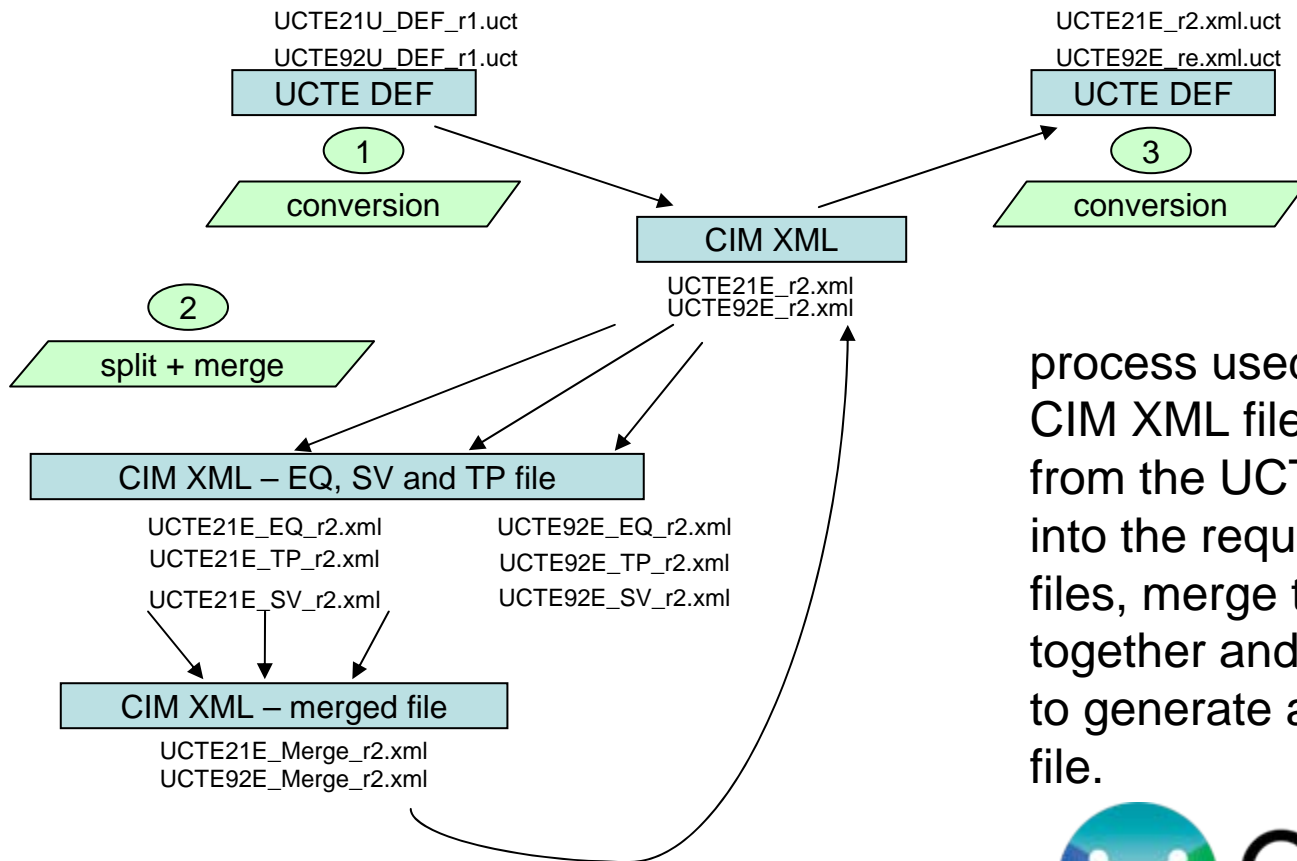 UCTE21U_DEF_r1.uct
UCTE92U_DEF_r1.uct
UCTE DEF
1
conversion
UCTE21E_r2.xml.uct
UCTE92E_re.xml.uct
UCTE DEF
3
conversion
CIM XML
UCTE21E_r2.xml
UCTE92E_r2.xml
2
split + merge
CIM XML – EQ, SV and TP file
UCTE21E_EQ_r2.xml
UCTE21E_TP_r2.xml
UCTE21E_SV_r2.xml
UCTE92E_EQ_r2.xml
UCTE92E_TP_r2.xml
UCTE92E_SV_r2.xml
CIM XML – merged file
UCTE21E_Merge_r2.xml
UCTE92E_Merge_r2.xml
process used
CIM XML file
from the UCT
into the requ
files, merge t
together and
to generate a
file.